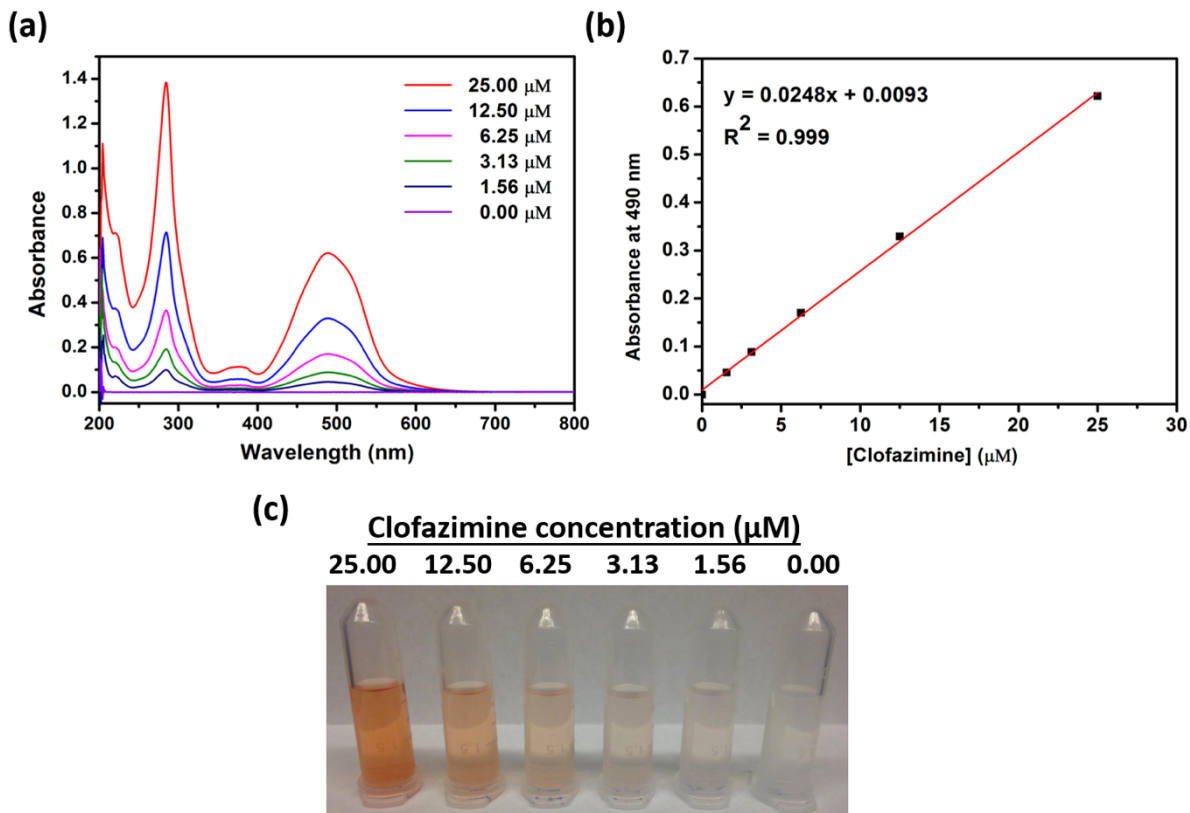 (a)
1.4
1.2
1.0
0.8
0.6
0.4
0.2
0.0
Absorbance
200 300 400 500 600 700 800
Wavelength (nm)
25.00 μM
12.50 μM
6.25 μM
3.13 μM
1.56 μM
0.00 μM
(b)
0.7
0.6
0.5
0.4
0.3
0.2
0.1
0.0
Absorbance at 490 nm
y = 0.0248x + 0.0093
R2 = 0.999
0 5 10 15 20 25 30
[Clofazimine] (μM)
(c)
Clofazimine concentration (μM)
25.00 12.50 6.25 3.13 1.56 0.00